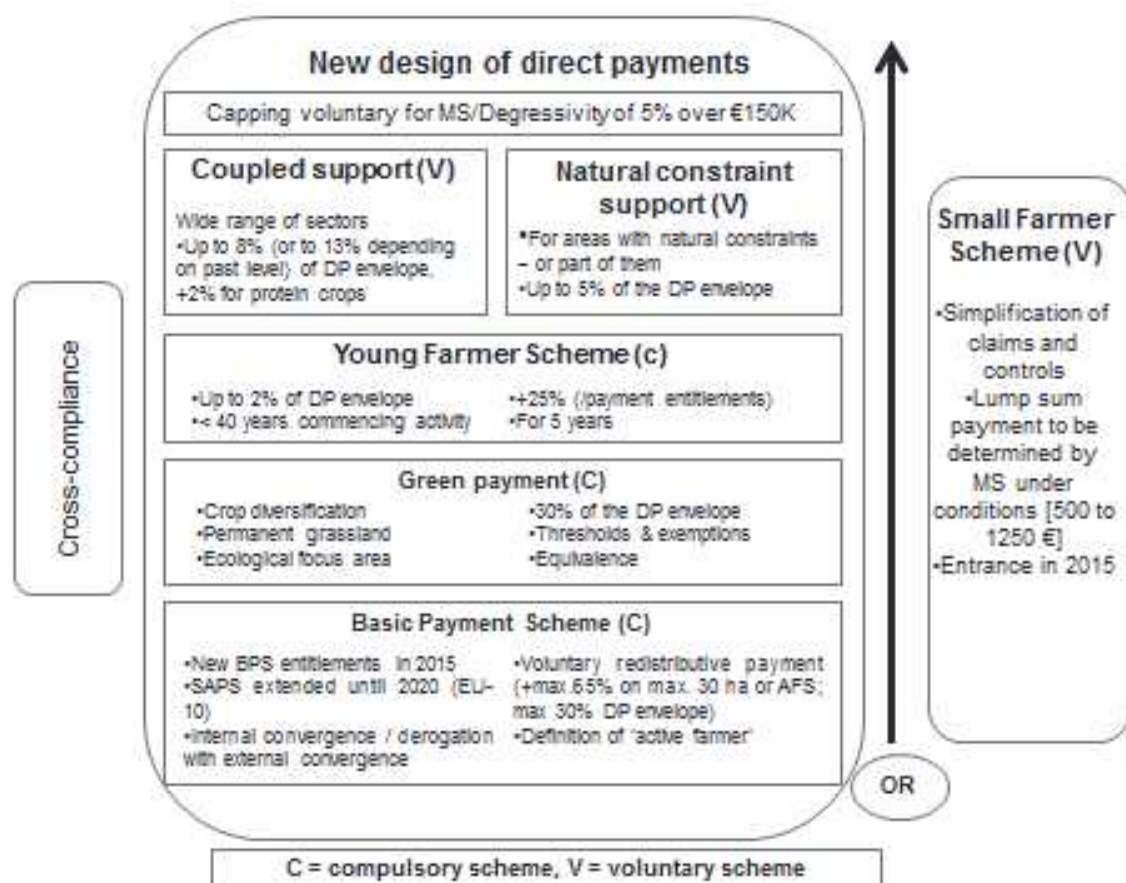 New design of direct payments
Capping voluntary for MS/Degressivity of 5% over €150K
Coupled support (V)
Wide range of sectors
•Up to 8% (or to 13% depending
on past level) of DP envelope,
+2% for protein crops
Natural constraint
support (V)
▪For areas with natural constraints
– or part of them
•Up to 5% of the DP envelope
Young Farmer Scheme (c)
•Up to 2% of DP envelope
•< 40 years commencing activity
•+25% (/payment entitlements)
•For 5 years
Green payment (C)
•Crop diversification
•Permanent grassland
•Ecological focus area
•30% of the DP envelope
•Thresholds & exemptions
•Equivalence
Basic Payment Scheme (C)
•New BPS entitlements in 2015
•SAPS extended until 2020 (EU–
10)
•Internal convergence / derogation
with external convergence
•Voluntary redistributive payment
(+max.65% on max. 30 ha or AFS;
max 30% DP envelope)
•Definition of "active farmer"
Cross-compliance
OR
Small Farmer
Scheme (V)
•Simplification of
claims and
controls
•Lump sum
payment to be
determined by
MS under
conditions [500 to
1250 €]
•Entrance in 2015
C = compulsory scheme, V = voluntary scheme